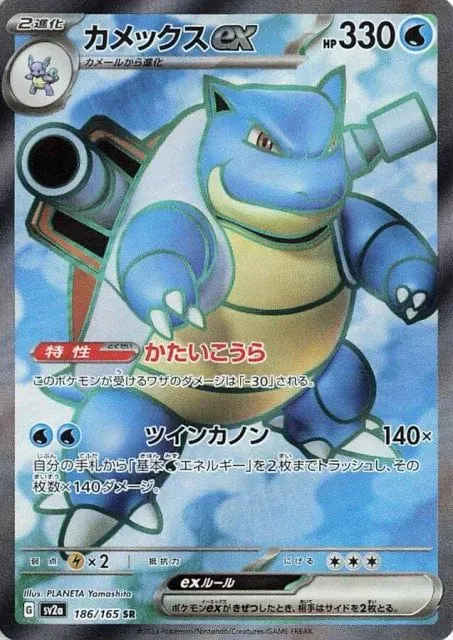 2進化 カメックスex HP330
カメールから進化
特性 とくせい かたいこうら
このポケモンが受けるワザのダメージは「-30」される。
ツインカノン 140×
自分の手札から「基本 エネルギー」を2枚までトラッシュし、その
枚数×140ダメージ。
弱点 ×2 抵抗力 にげる
Illus. PLANETA Yamashita
exルール
G sv2a 186/165 SR
ポケモンexがきぜつしたとき、相手はサイドを2枚とる。
©2023 Pokémon/Nintendo/Creatures/GAME FREAK